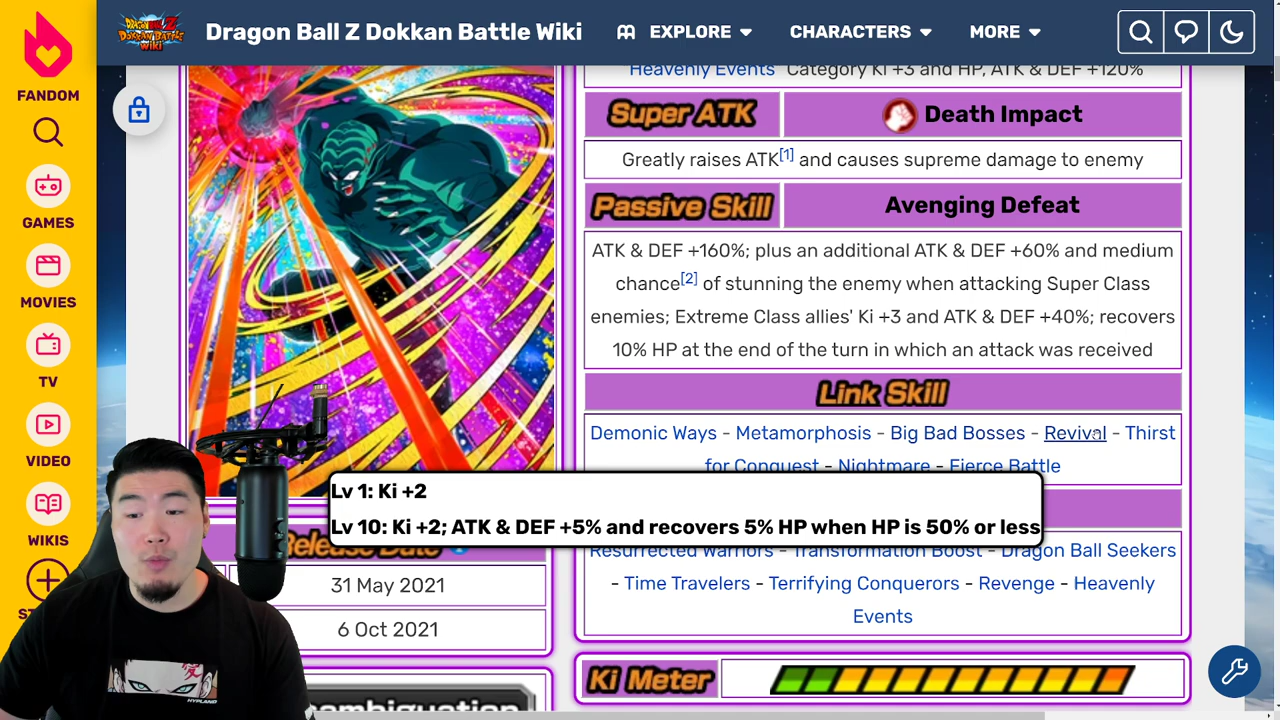 DRAGON BALL Z DOKKAN BATTLE WIKI
Dragon Ball Z Dokkan Battle Wiki
EXPLORE
CHARACTERS
MORE
FANDOM
GAMES
MOVIES
TV
VIDEO
WIKIS
Heavenly Events Category Ki +3 and HP, ATK & DEF +120%
Super ATK
Death Impact
Greatly raises ATK[1] and causes supreme damage to enemy
Passive Skill
Avenging Defeat
ATK & DEF +160%; plus an additional ATK & DEF +60% and medium
chance[2] of stunning the enemy when attacking Super Class
enemies; Extreme Class allies' Ki +3 and ATK & DEF +40%; recovers
10% HP at the end of the turn in which an attack was received
Link Skill
Demonic Ways - Metamorphosis - Big Bad Bosses - Revival - Thirst
for Conquest - Nightmare - Fierce Battle
Lv 1: Ki +2
Lv 10: Ki +2; ATK & DEF +5% and recovers 5% HP when HP is 50% or less
Release Date
31 May 2021
6 Oct 2021
Resurrected Warriors - Transformation Boost - Dragon Ball Seekers
- Time Travelers - Terrifying Conquerors - Revenge - Heavenly
Events
Ki Meter
愛
HYPLAND